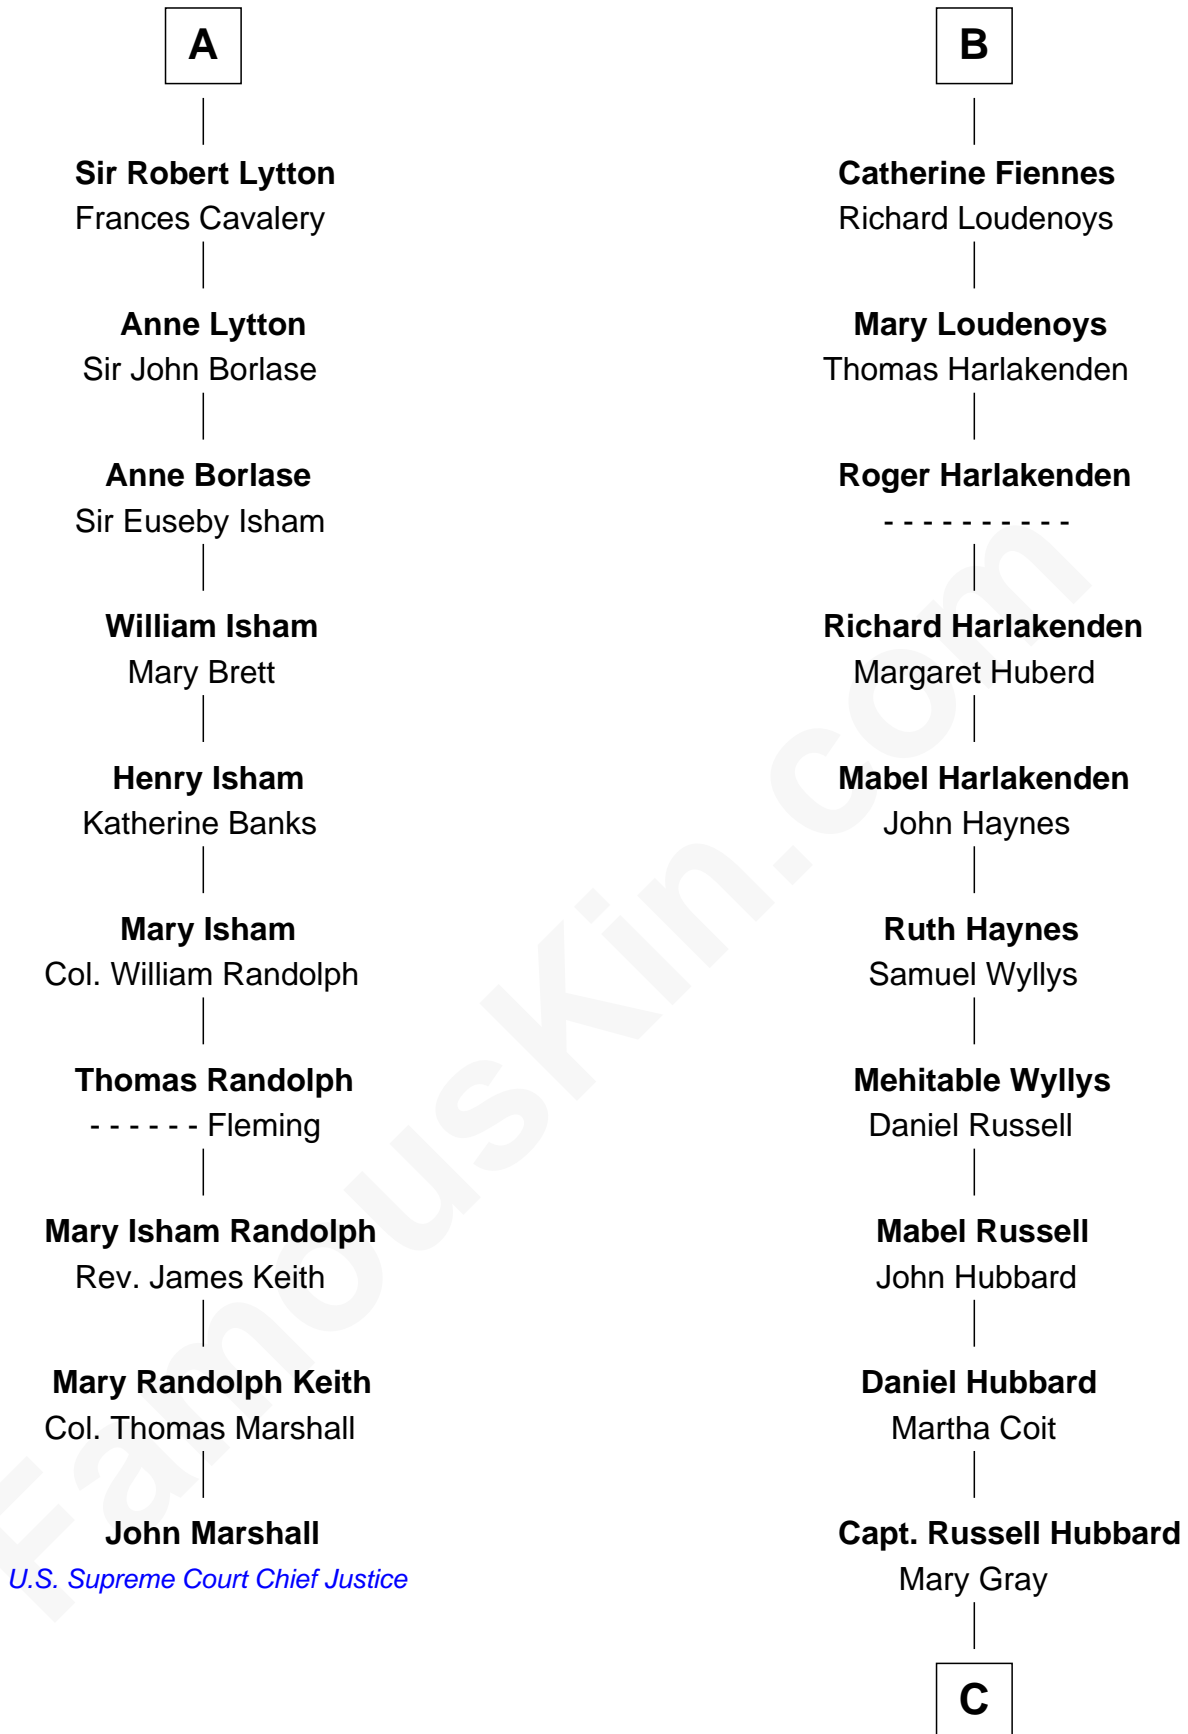 A
Sir Robert Lytton
Frances Cavalery
Anne Lytton
Sir John Borlase
Anne Borlase
Sir Euseby Isham
William Isham
Mary Brett
Henry Isham
Katherine Banks
Mary Isham
Col. William Randolph
Thomas Randolph
- - - - - - Fleming
Mary Isham Randolph
Rev. James Keith
Mary Randolph Keith
Col. Thomas Marshall
John Marshall
U.S. Supreme Court Chief Justice
B
Catherine Fiennes
Richard Loudenoys
Mary Loudenoys
Thomas Harlakenden
Roger Harlakenden
- - - - - - - - - -
Richard Harlakenden
Margaret Huberd
Mabel Harlakenden
John Haynes
Ruth Haynes
Samuel Wyllys
Mehitable Wyllys
Daniel Russell
Mabel Russell
John Hubbard
Daniel Hubbard
Martha Coit
Capt. Russell Hubbard
Mary Gray
C
FamousKin.com